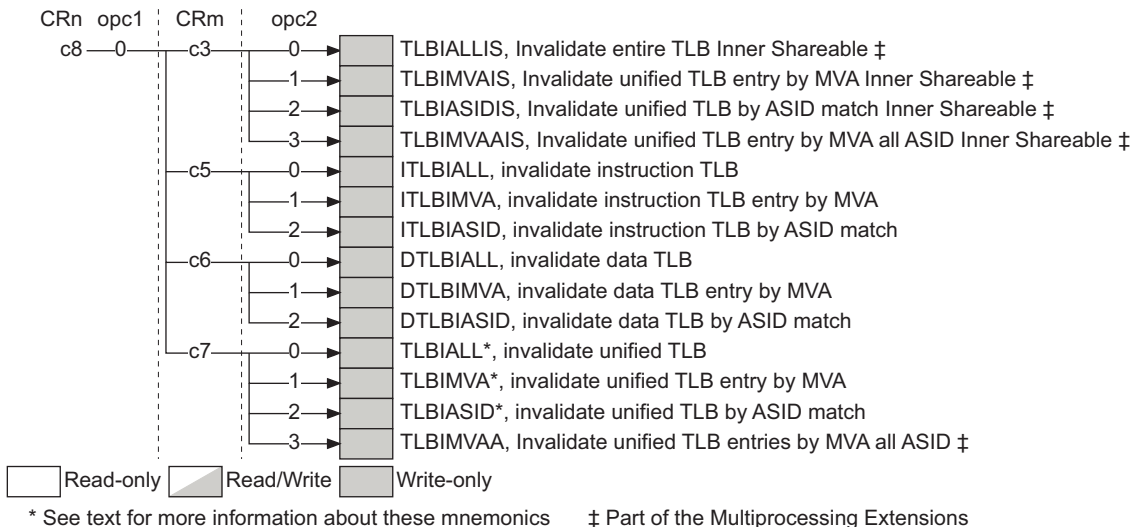 CRn opc1 CRm opc2
c8 0 c3 0 TLBIALLIS, Invalidate entire TLB Inner Shareable ‡
1 TLBIMVAIS, Invalidate unified TLB entry by MVA Inner Shareable ‡
2 TLBIASIDIS, Invalidate unified TLB by ASID match Inner Shareable ‡
3 TLBIMVAAIS, Invalidate unified TLB entry by MVA all ASID Inner Shareable ‡
c5 0 ITLBIALL, invalidate instruction TLB
1 ITLBIMVA, invalidate instruction TLB entry by MVA
2 ITLBIASID, invalidate instruction TLB by ASID match
c6 0 DTLBIALL, invalidate data TLB
1 DTLBIMVA, invalidate data TLB entry by MVA
2 DTLBIASID, invalidate data TLB by ASID match
c7 0 TLBIALL*, invalidate unified TLB
1 TLBIMVA*, invalidate unified TLB entry by MVA
2 TLBIASID*, invalidate unified TLB by ASID match
3 TLBIMVAA, Invalidate unified TLB entries by MVA all ASID ‡
Read-only Read/Write Write-only
* See text for more information about these mnemonics ‡ Part of the Multiprocessing Extensions